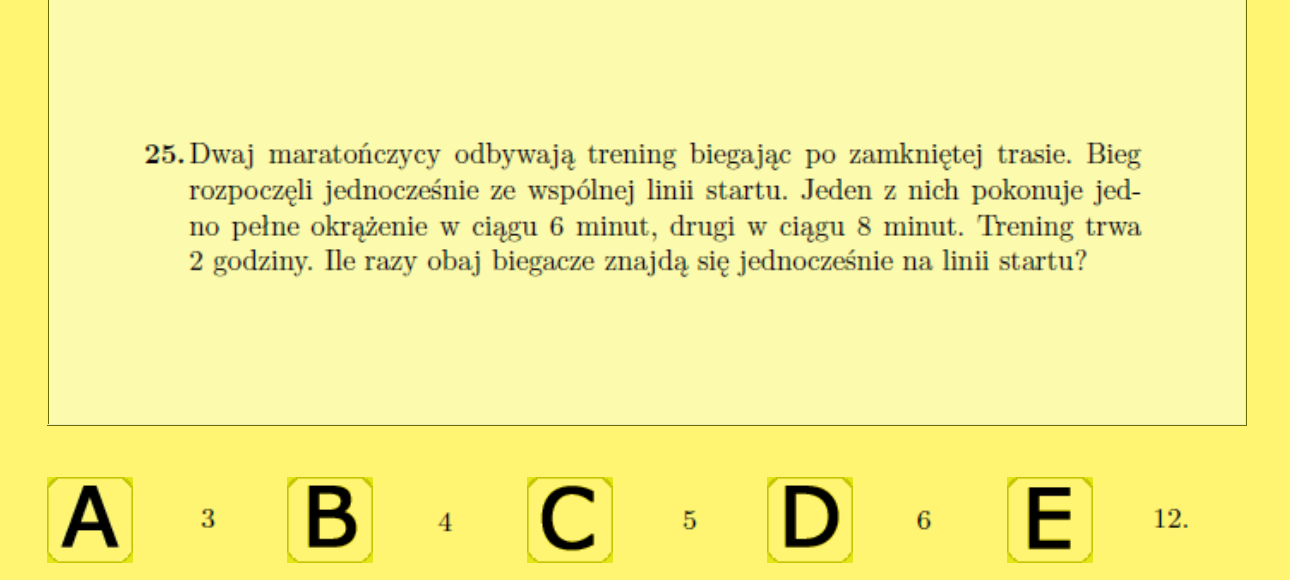 25. Dwaj maratończycy odbywają trening biegając po zamkniętej trasie. Bieg
rozpoczęli jednocześnie ze wspólnej linii startu. Jeden z nich pokonuje jed-
no pełne okrążenie w ciągu 6 minut, drugi w ciągu 8 minut. Trening trwa
2 godziny. Ile razy obaj biegacze znajdą się jednocześnie na linii startu?
A 3 B 4 C 5 D 6 E 12.